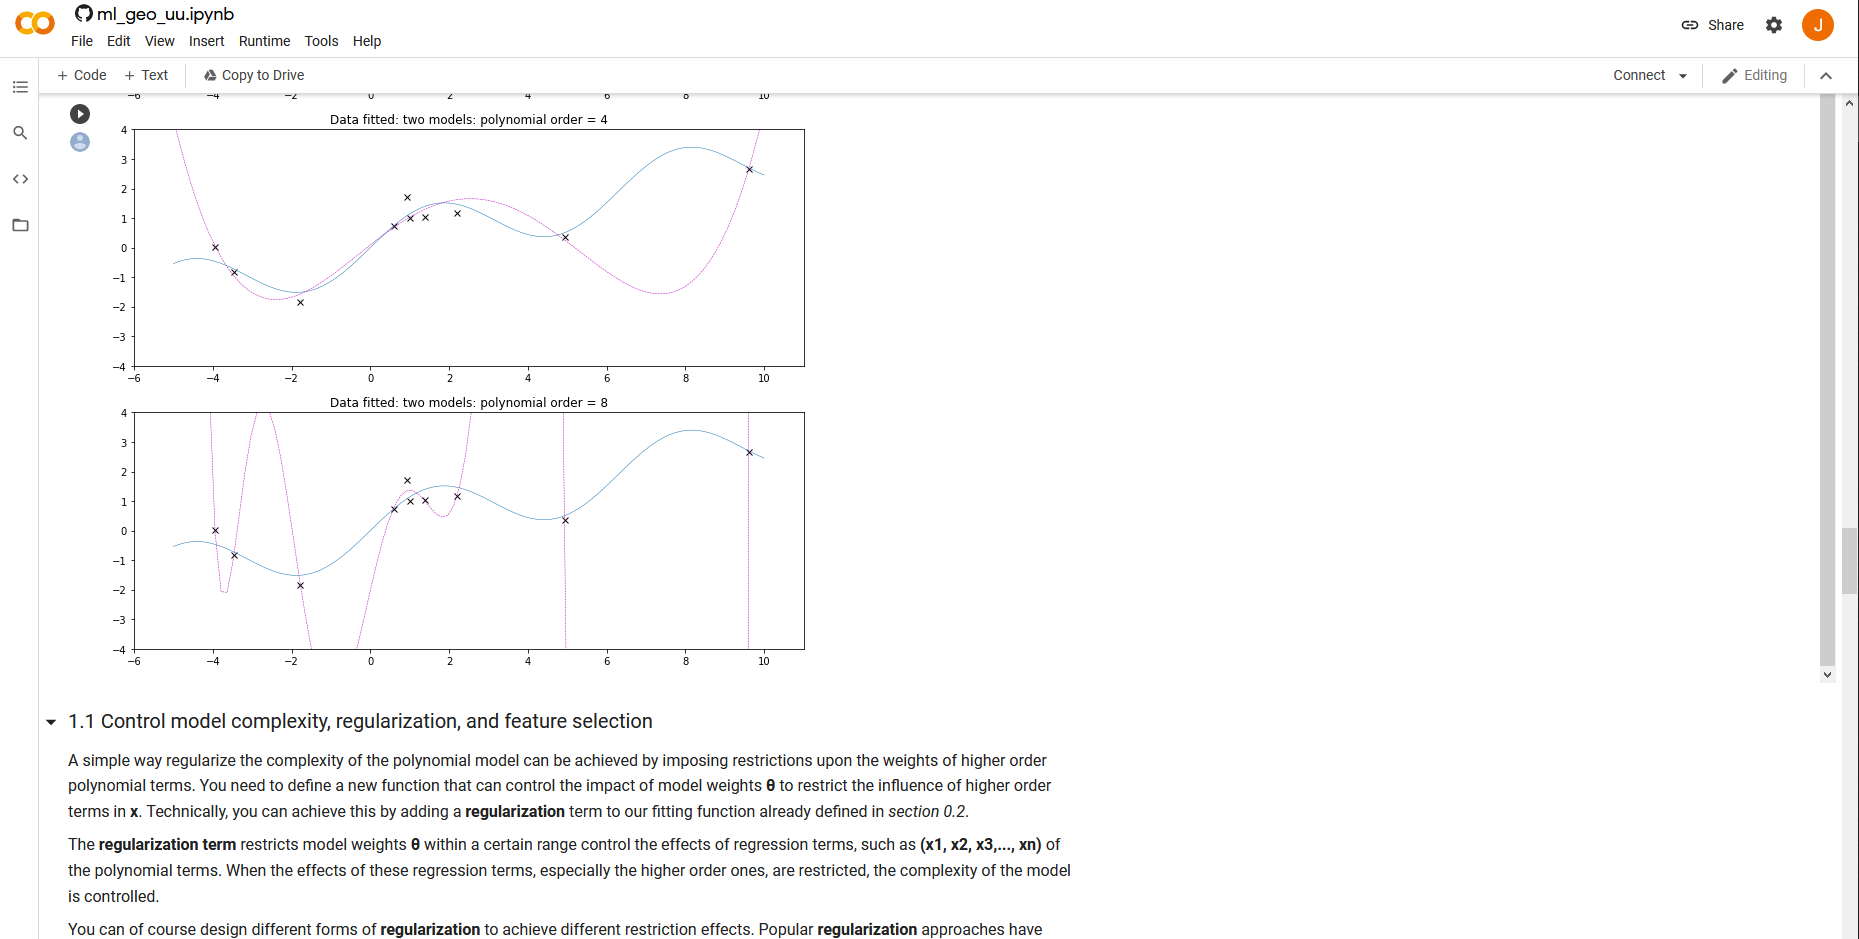 ml_geo_uu.ipynb
File Edit View Insert Runtime Tools Help
Share
J
+ Code + Text Copy to Drive
Connect Editing
−6 −4 −2 0 2 4 6 8 10
Data fitted: two models: polynomial order = 4
4
3
2
1
0
−1
−2
−3
−4
−6 −4 −2 0 2 4 6 8 10
Data fitted: two models: polynomial order = 8
4
3
2
1
0
−1
−2
−3
−4
−6 −4 −2 0 2 4 6 8 10
1.1 Control model complexity, regularization, and feature selection
A simple way regularize the complexity of the polynomial model can be achieved by imposing restrictions upon the weights of higher order
polynomial terms. You need to define a new function that can control the impact of model weights θ to restrict the influence of higher order
terms in x. Technically, you can achieve this by adding a regularization term to our fitting function already defined in section 0.2.
The regularization term restricts model weights θ within a certain range control the effects of regression terms, such as (x1, x2, x3,..., xn) of
the polynomial terms. When the effects of these regression terms, especially the higher order ones, are restricted, the complexity of the model
is controlled.
You can of course design different forms of regularization to achieve different restriction effects. Popular regularization approaches have